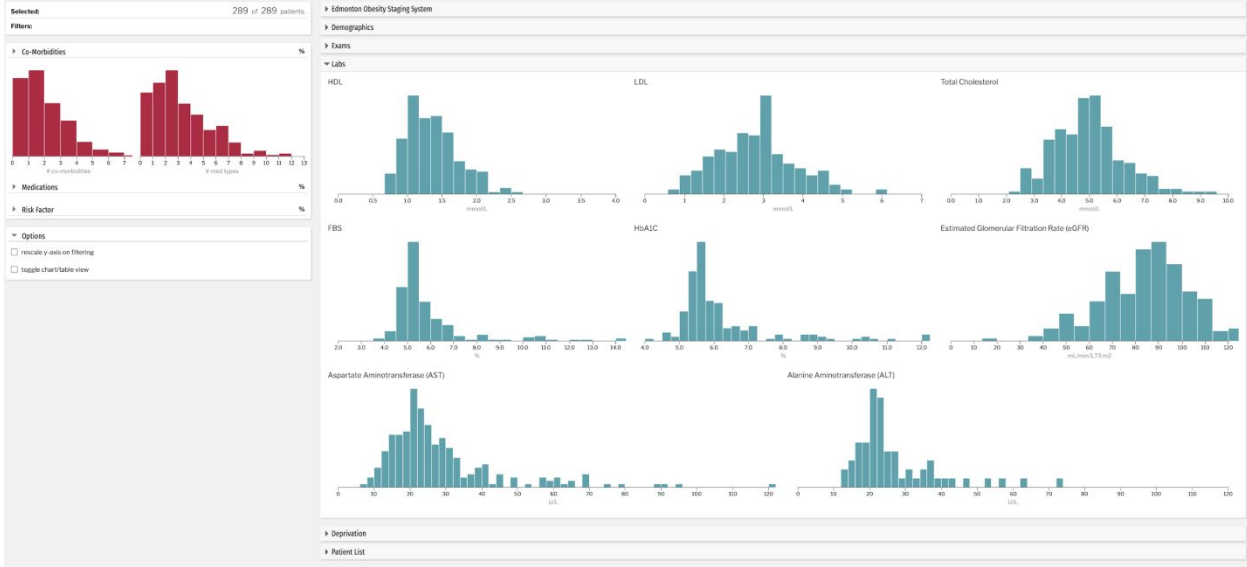 Selected: 289 of 289 patients.
Filters:
Co-Morbidities %
0 1 2 3 4 5 6 7
# co-morbidities
0 1 2 3 4 5 6 7 8 9 10 11 12 13
# med types
Medications %
Risk Factor %
Options
rescale y-axis on filtering
toggle chart/table view
Edmonton Obesity Staging System
Demographics
Exams
Labs
HDL
0.0 0.5 1.0 1.5 2.0 2.5 3.0 3.5 4.0
mmol/L
LDL
0 1 2 3 4 5 6 7
mmol/L
Total Cholesterol
0.0 1.0 2.0 3.0 4.0 5.0 6.0 7.0 8.0 9.0 10.0
mmol/L
FBS
2.0 3.0 4.0 5.0 6.0 7.0 8.0 9.0 10.0 11.0 12.0 13.0 14.0
%
HbA1C
4.0 5.0 6.0 7.0 8.0 9.0 10.0 11.0 12.0
%
Estimated Glomerular Filtration Rate (eGFR)
0 10 20 30 40 50 60 70 80 90 100 110 120
mL/min/1.73 m2
Aspartate Aminotransferase (AST)
0 10 20 30 40 50 60 70 80 90 100 110 120
U/L
Alanine Aminotransferase (ALT)
0 10 20 30 40 50 60 70 80 90 100 110 120
U/L
Deprivation
Patient List